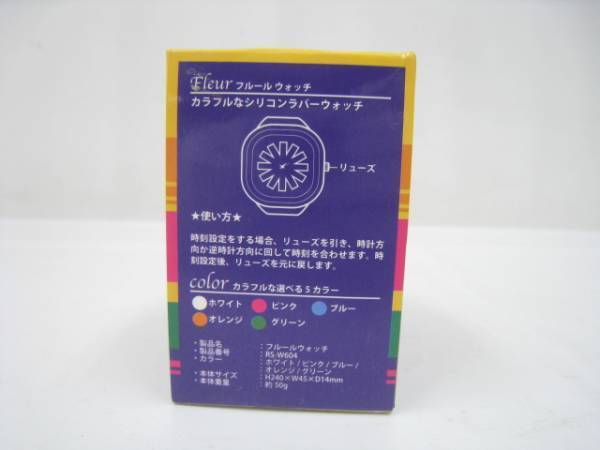 Fleur フルール ウォッチ
カラフルなシリコンラバーウォッチ
リューズ
★使い方★
時刻設定をする場合、リューズを引き、時計方
向か逆時計方向に回して時刻を合わせます。時
刻設定後、リューズを元に戻します。
color カラフルな選べる 5 カラー
ホワイト ピンク ブルー
オレンジ グリーン
・製品名 : フルールウォッチ
・製品番号 : RS-W604
・カラー : ホワイト / ピンク / ブルー /
オレンジ / グリーン
・本体サイズ : H240×W45×D14mm
・本体重量 : 約 50g